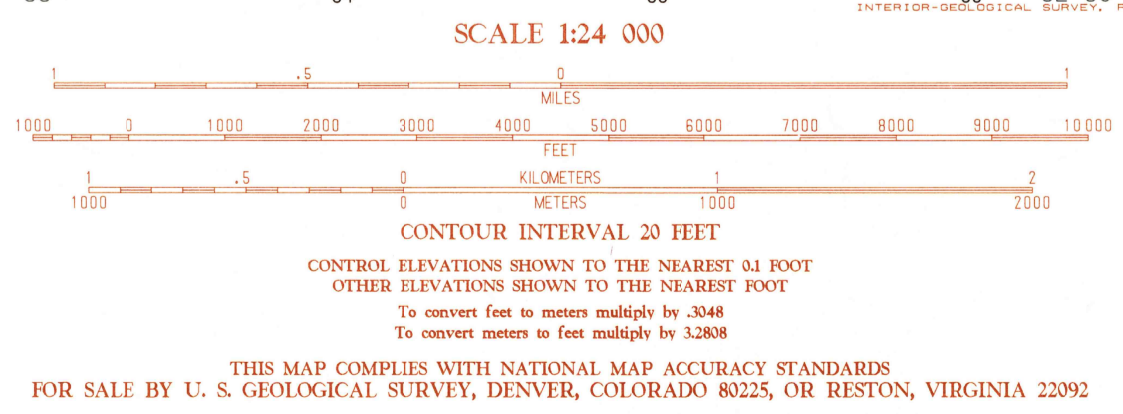 INTERIOR-GEOLOGICAL SURVEY,
SCALE 1:24 000
1 .5 0 1
MILES
1000 0 1000 2000 3000 4000 5000 6000 7000 8000 9000 10 000
FEET
1 .5 0 KILOMETERS 1 2
1000 0 METERS 1000 2000
CONTOUR INTERVAL 20 FEET
CONTROL ELEVATIONS SHOWN TO THE NEAREST 0.1 FOOT
OTHER ELEVATIONS SHOWN TO THE NEAREST FOOT
To convert feet to meters multiply by .3048
To convert meters to feet multiply by 3.2808
THIS MAP COMPLIES WITH NATIONAL MAP ACCURACY STANDARDS
FOR SALE BY U. S. GEOLOGICAL SURVEY, DENVER, COLORADO 80225, OR RESTON, VIRGINIA 22092